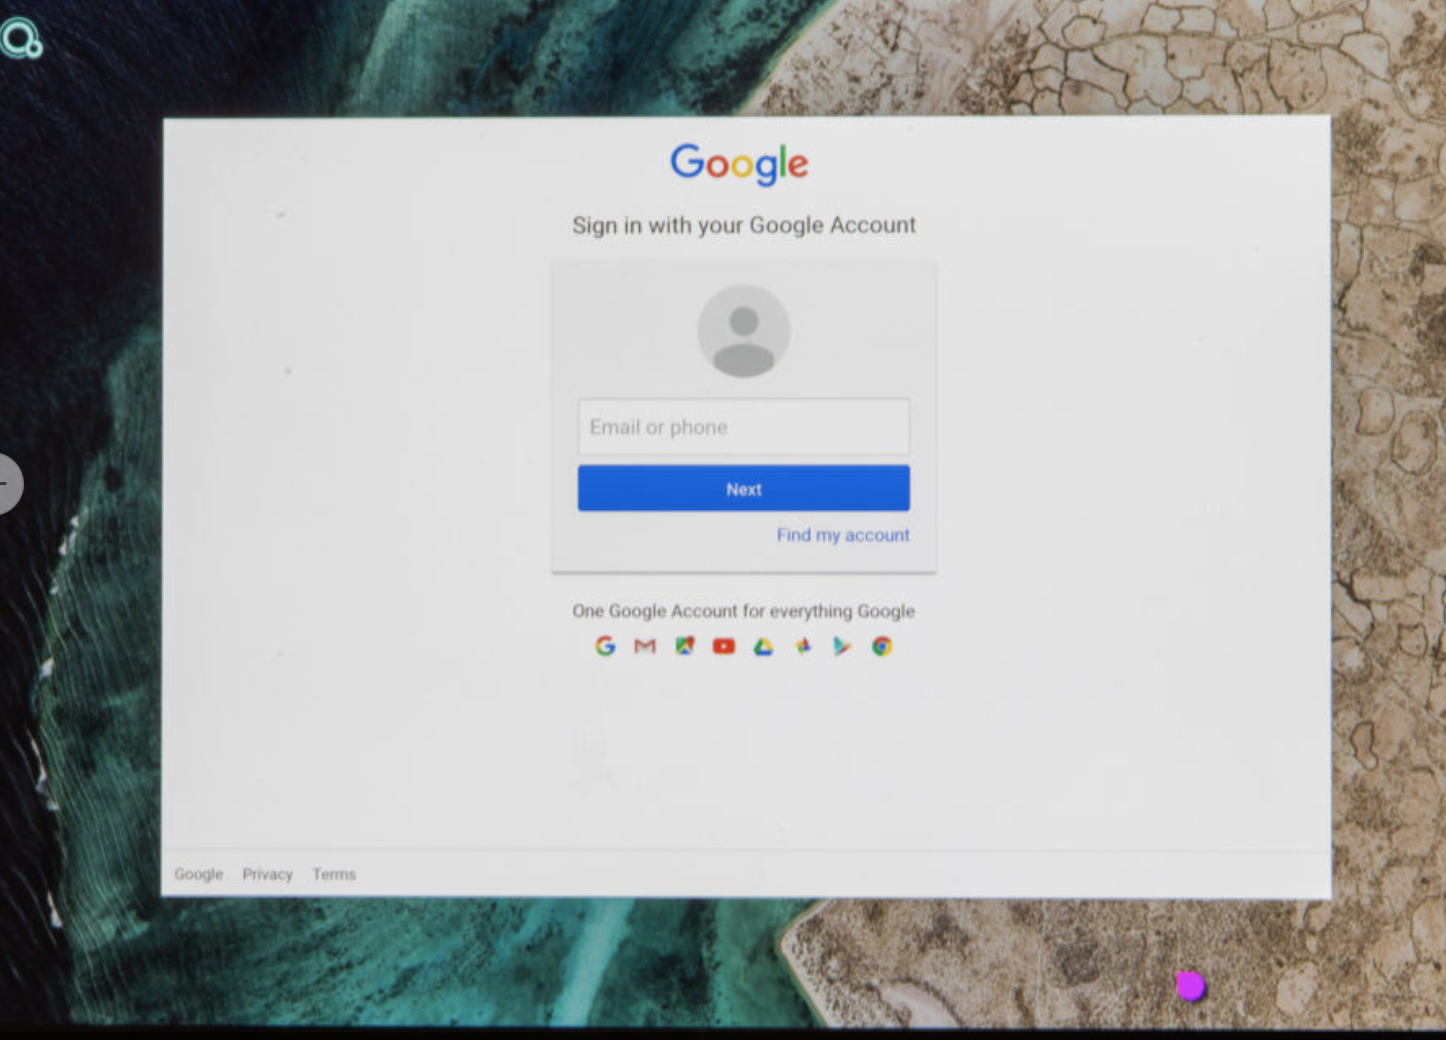 Google
Sign in with your Google Account
Email or phone
Next
Find my account
One Google Account for everything Google
Google Privacy Terms